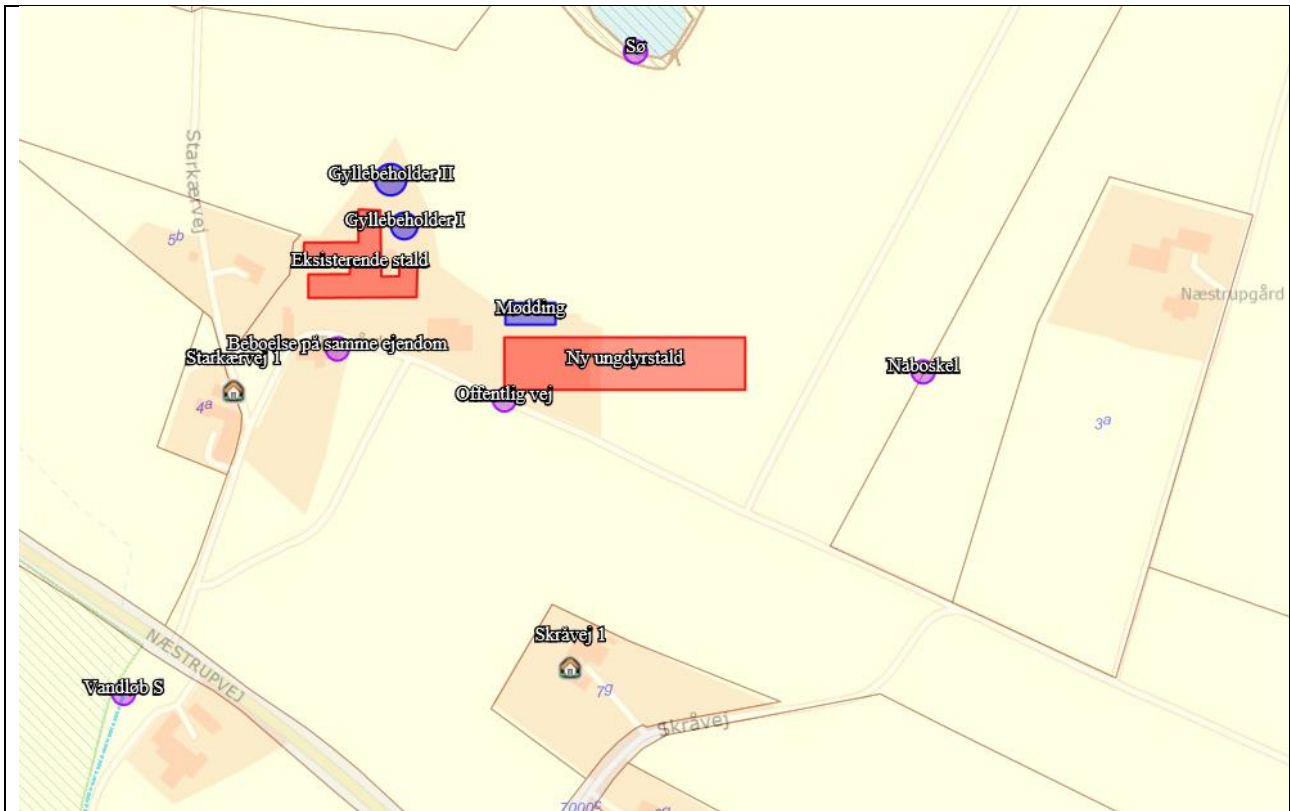 Sø
Starkærvej
Gyllebeholder II
Gyllebeholder I
5b
Eksisterende stald
Næstrupgård
Mødding
Beboelse på samme ejendom
Starkærvej 1
Ny ungdyrstald
Naboskel
Offentlig vej
4a
3a
Skråvej 1
NÆSTRUPVEJ
Vandløb S
7g
Skråvej